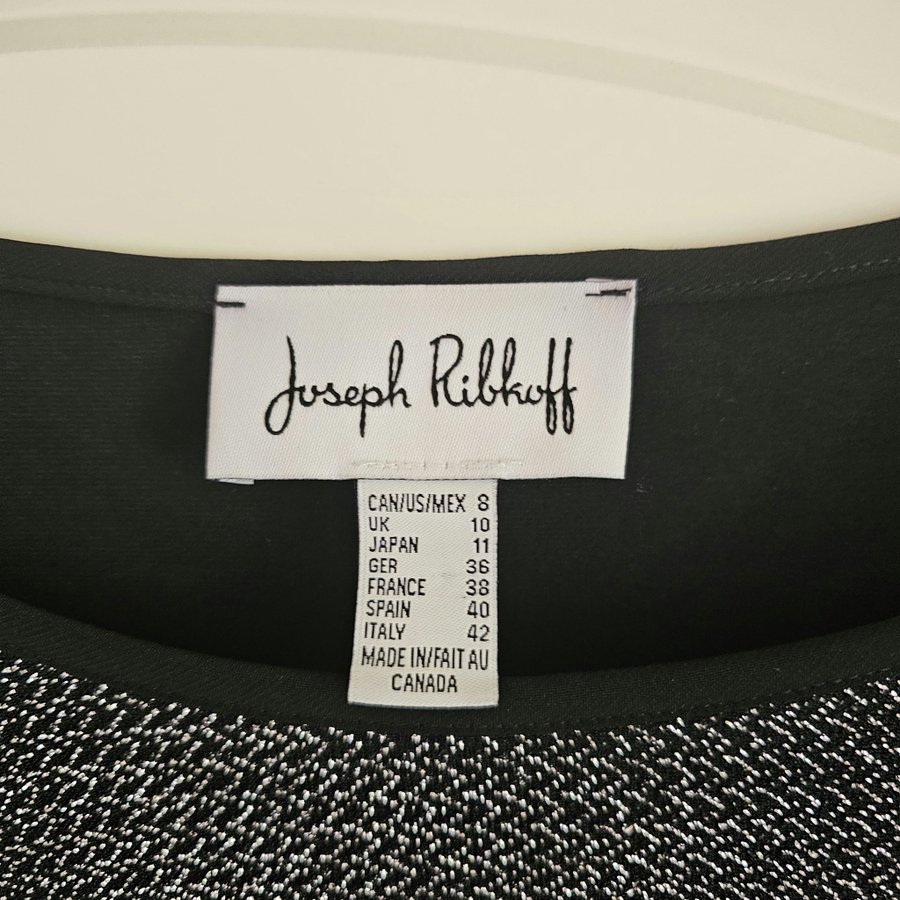 Joseph Ribkoff
CAN/US/MEX 8
UK 10
JAPAN 11
GER 36
FRANCE 38
SPAIN 40
ITALY 42
MADE IN/FAIT AU
CANADA